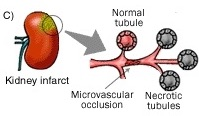 C)
Normal
tubule
Kidney infarct
Microvascular
occlusion
Necrotic
tubules